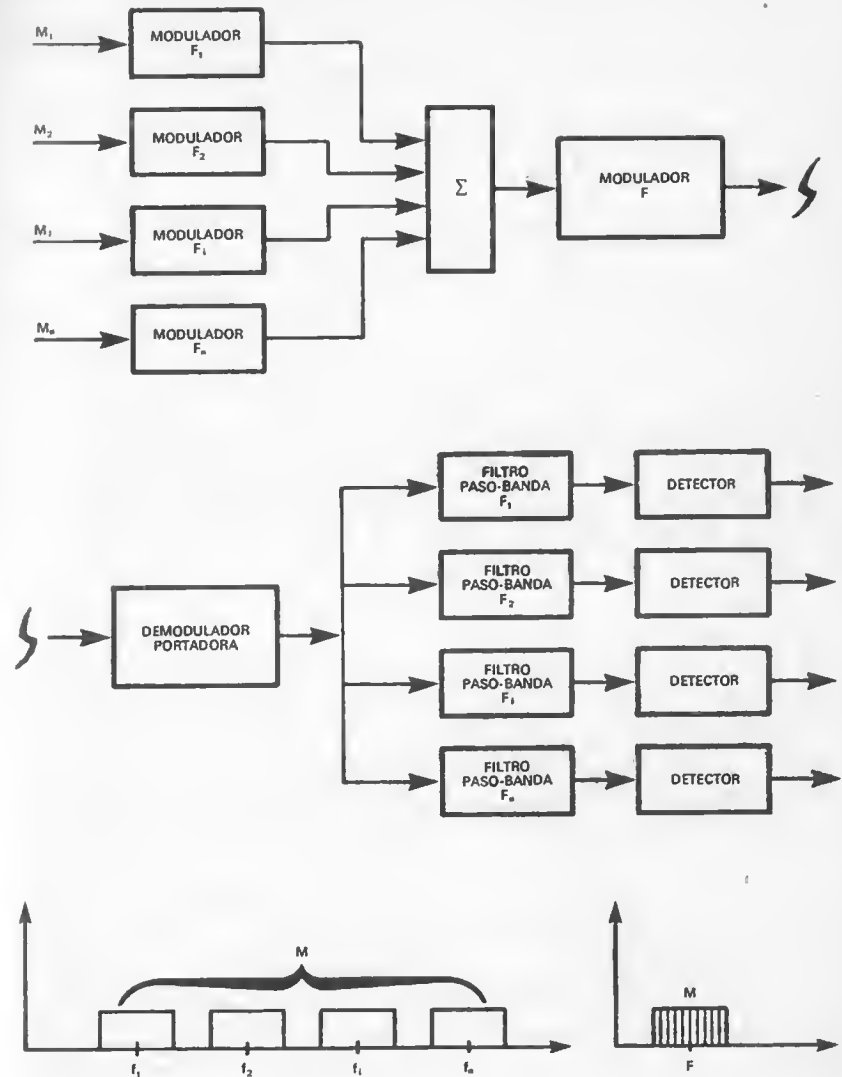 M₁
MODULADOR
F₁
M₂
MODULADOR
F₂
Mⱼ
MODULADOR
Fᵢ
Mₙ
MODULADOR
Fₙ
Σ
MODULADOR
F
DEMODULADOR
PORTADORA
FILTRO
PASO-BANDA
F₁
DETECTOR
FILTRO
PASO-BANDA
F₂
DETECTOR
FILTRO
PASO-BANDA
Fᵢ
DETECTOR
FILTRO
PASO-BANDA
Fₙ
DETECTOR
M
f₁
f₂
fᵢ
fₙ
M
F